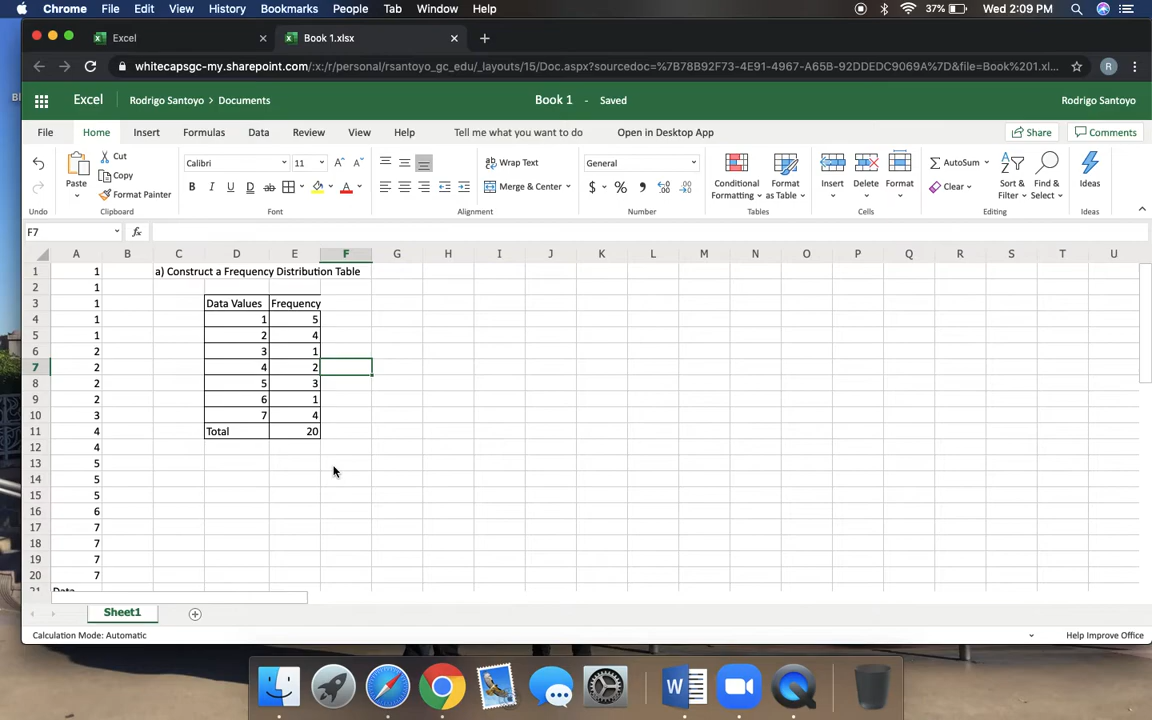 Chrome File Edit View History Bookmarks People Tab Window Help 37% Wed 2:09 PM
Excel Book 1.xlsx
whitecapsgc-my.sharepoint.com/:x:/r/personal/rsantoyo_gc_edu/_layouts/15/Doc.aspx?sourcedoc=%7B78B92F73-4E91-4967-A65B-92DDEDC9069A%7D&file=Book%201.xl... R
Excel Rodrigo Santoyo > Documents Book 1 - Saved Rodrigo Santoyo
File Home Insert Formulas Data Review View Help Tell me what you want to do Open in Desktop App Share Comments
Cut Calibri 11 A A Wrap Text General AutoSum
Paste Copy Conditional Formatting Format as Table Insert Delete Format Sort & Filter Find & Select Ideas
Format Painter B I U D ab A Merge & Center $ % Clear
Undo Clipboard Font Alignment Number Tables Cells Editing Ideas
F7 fx
A B C D E F G H I J K L M N O P Q R S T U
1 1 a) Construct a Frequency Distribution Table
2 1
3 1 Data Values Frequency
4 1 1 5
5 1 2 4
6 2 3 1
7 2 4 2
8 2 5 3
9 2 6 1
10 3 7 4
11 4 Total 20
12 4
13 5
14 5
15 5
16 6
17 7
18 7
19 7
20 7
21 Data
Sheet1
Calculation Mode: Automatic Help Improve Office
W